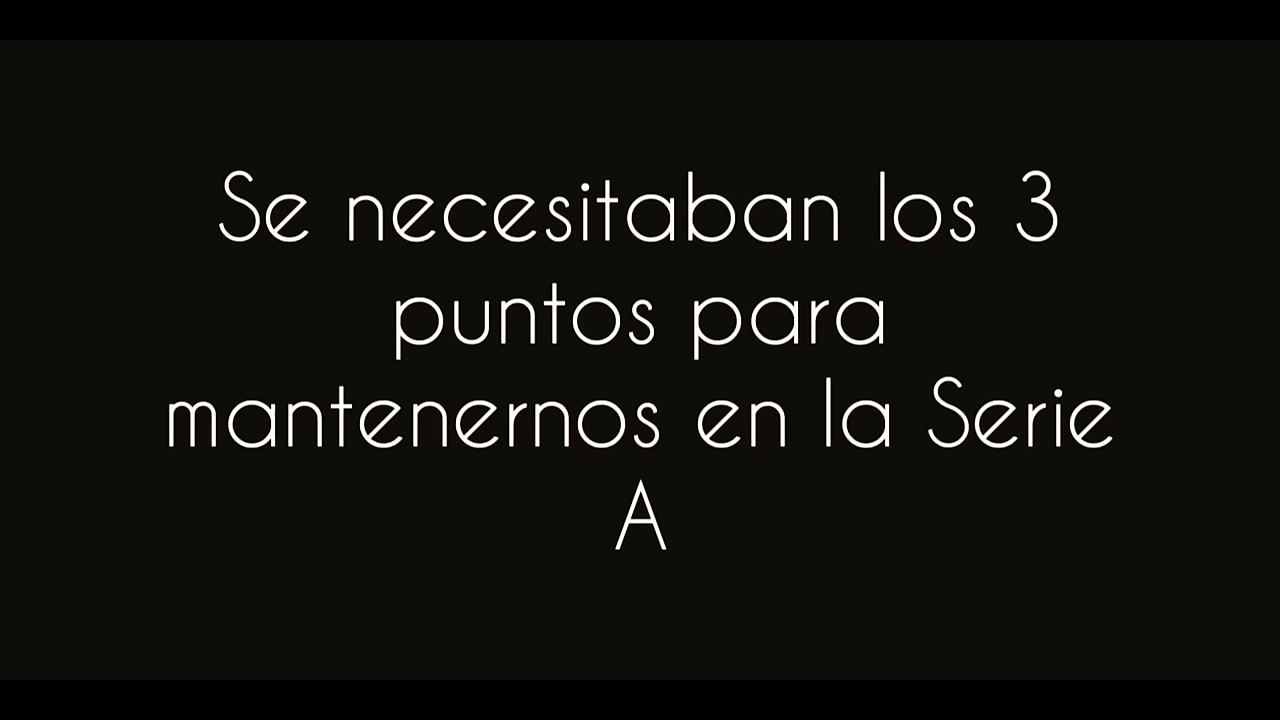 Se necesitaban los 3
puntos para
mantenernos en la Serie
A